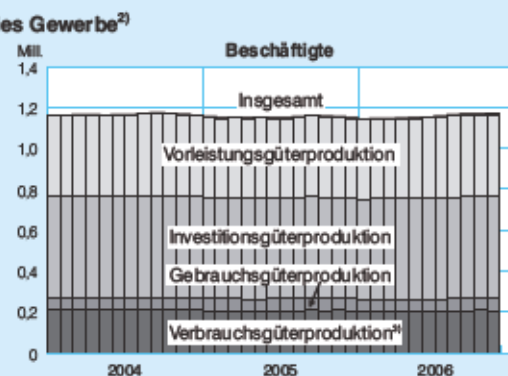 es Gewerbe²⁾
Mill.
Beschäftigte
1,4
1,2
1,0
0,8
0,6
0,4
0,2
0
Insgesamt
Vorleistungsgüterproduktion
Investitionsgüterproduktion
Gebrauchsgüterproduktion
Verbrauchsgüterproduktion³⁾
2004
2005
2006